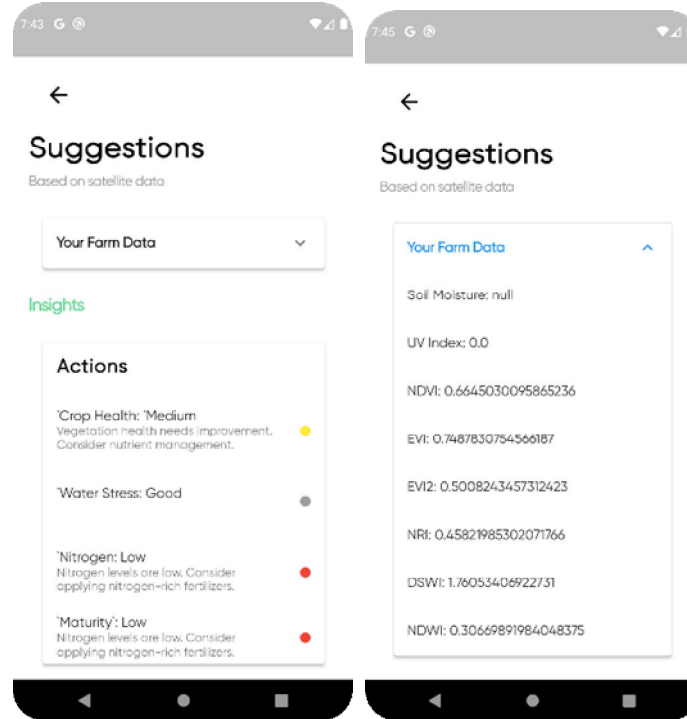 7:43 G
Suggestions
Based on satellite data
Your Farm Data
Insights
Actions
`Crop Health: `Medium
Vegetation health needs improvement.
Consider nutrient management.
`Water Stress: Good
`Nitrogen: Low
Nitrogen levels are low. Consider
applying nitrogen-rich fertilizers.
`Maturity`: Low
Nitrogen levels are low. Consider
applying nitrogen-rich fertilizers.
7:45 G
Suggestions
Based on satellite data
Your Farm Data
Soil Moisture: null
UV Index: 0.0
NDVI: 0.6645030095865236
EVI: 0.7487830754566187
EVI2: 0.5008243457312423
NRI: 0.45821985302071766
DSWI: 1.76053406922731
NDWI: 0.30669891984048375